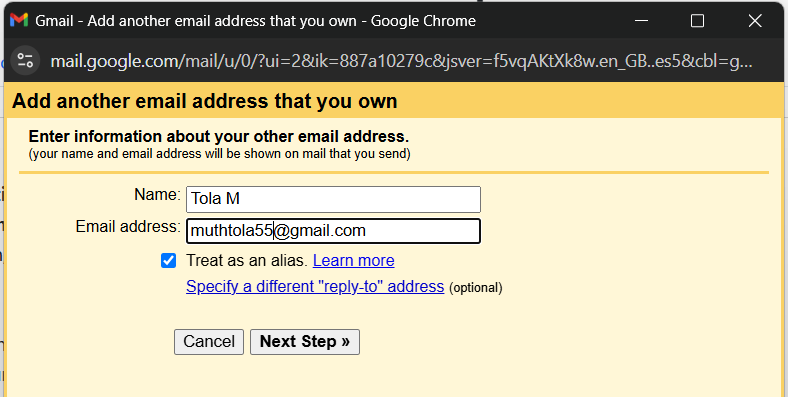 Gmail - Add another email address that you own - Google Chrome
mail.google.com/mail/u/0/?ui=2&ik=887a10279c&jsver=f5vqAKtXk8w.en_GB..es5&cbl=g...
Add another email address that you own
Enter information about your other email address.
(your name and email address will be shown on mail that you send)
Name: Tola M
Email address: muthtola55@gmail.com
Treat as an alias. Learn more
Specify a different "reply-to" address (optional)
Cancel Next Step »